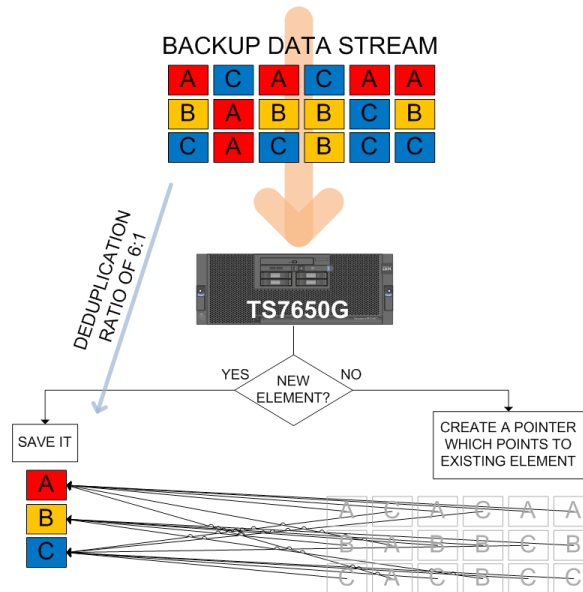 BACKUP DATA STREAM
A C A C A A
B A B B C B
C A C B C C
DEDUPLICATION
RATIO OF 6:1
IBM
TS7650G
YES
NEW
ELEMENT?
NO
SAVE IT
CREATE A POINTER
WHICH POINTS TO
EXISTING ELEMENT
A
B
C
A C A C A A
B A B B C B
C A C B C C